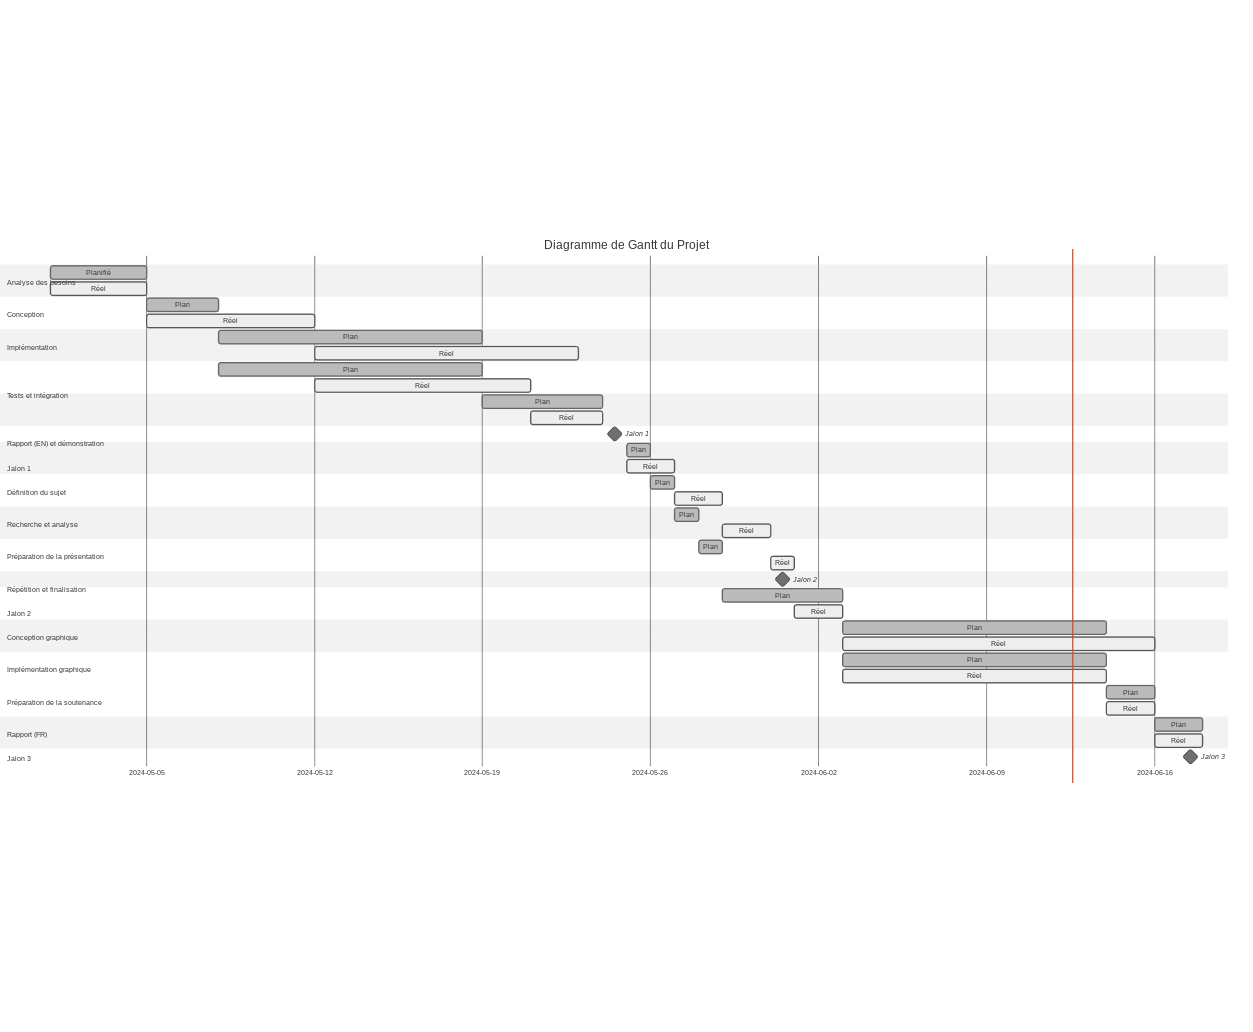 Diagramme de Gantt du Projet
Planifié
Analyse des besoins
Réel
Plan
Conception
Réel
Plan
Implémentation
Réel
Plan
Réel
Tests et intégration
Plan
Réel
Jalon 1
Rapport (EN) et démonstration
Plan
Jalon 1
Réel
Plan
Définition du sujet
Réel
Plan
Recherche et analyse
Réel
Plan
Préparation de la présentation
Réel
Jalon 2
Répétition et finalisation
Plan
Jalon 2
Réel
Plan
Conception graphique
Réel
Plan
Implémentation graphique
Réel
Plan
Préparation de la soutenance
Réel
Plan
Rapport (FR)
Réel
Jalon 3
Jalon 3
2024-05-05 2024-05-12 2024-05-19 2024-05-26 2024-06-02 2024-06-09 2024-06-16